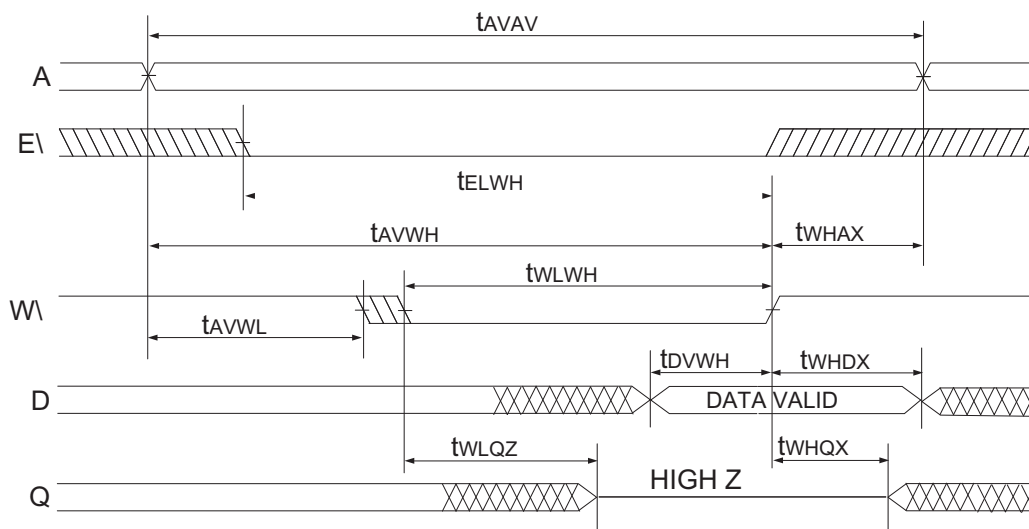 tAVAV
A
E\
tELWH
tAVWH
tWHAX
tWLWH
W\
tAVWL
tDVWH
tWHDX
D
DATA VALID
tWLQZ
tWHQX
HIGH Z
Q